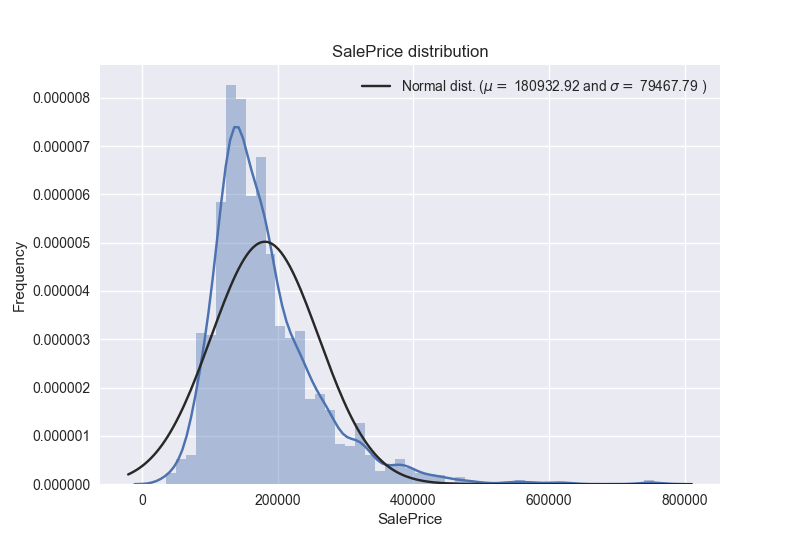 SalePrice distribution
Normal dist. (μ = 180932.92 and σ = 79467.79 )
0.000008
0.000007
0.000006
0.000005
0.000004
0.000003
0.000002
0.000001
0.000000
Frequency
0 200000 400000 600000 800000
SalePrice